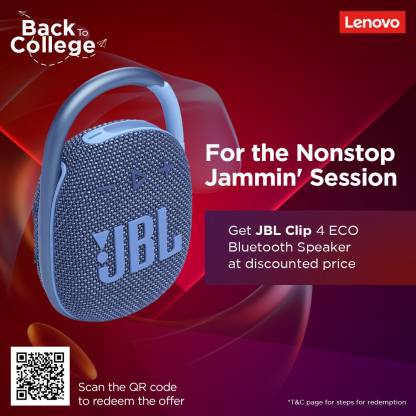 Back To
College
Lenovo
For the Nonstop
Jammin' Session
Get JBL Clip 4 ECO
Bluetooth Speaker
at discounted price
JBL
Scan the QR code
to redeem the offer
*T&C page for steps for redemption